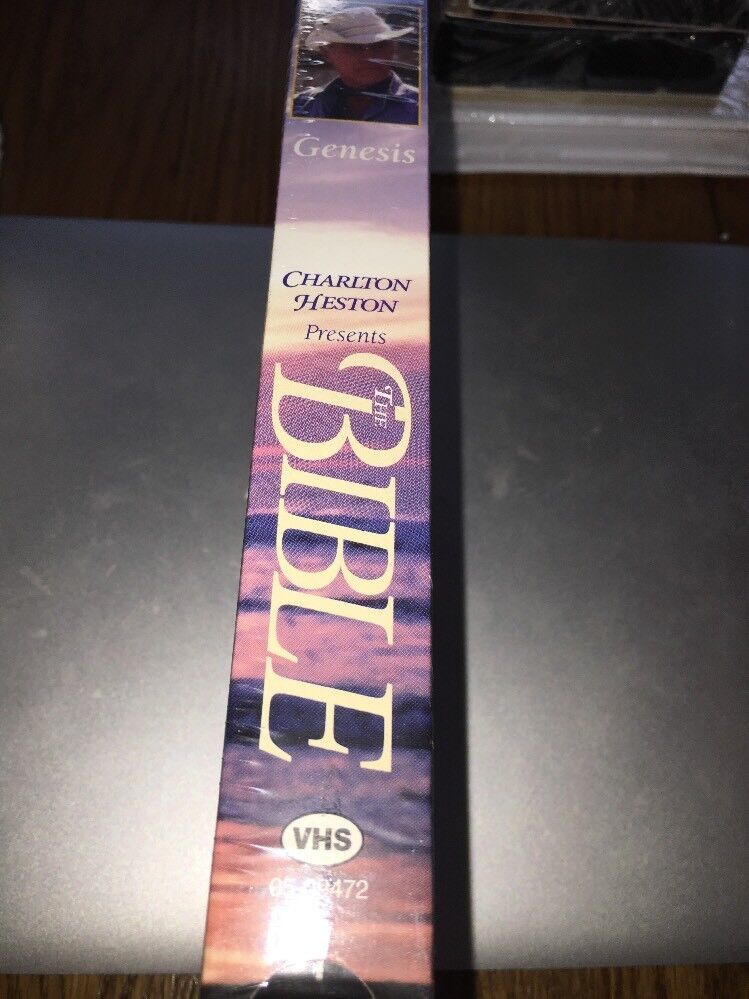 Genesis
CHARLTON
HESTON
Presents
THE
BIBLE
VHS